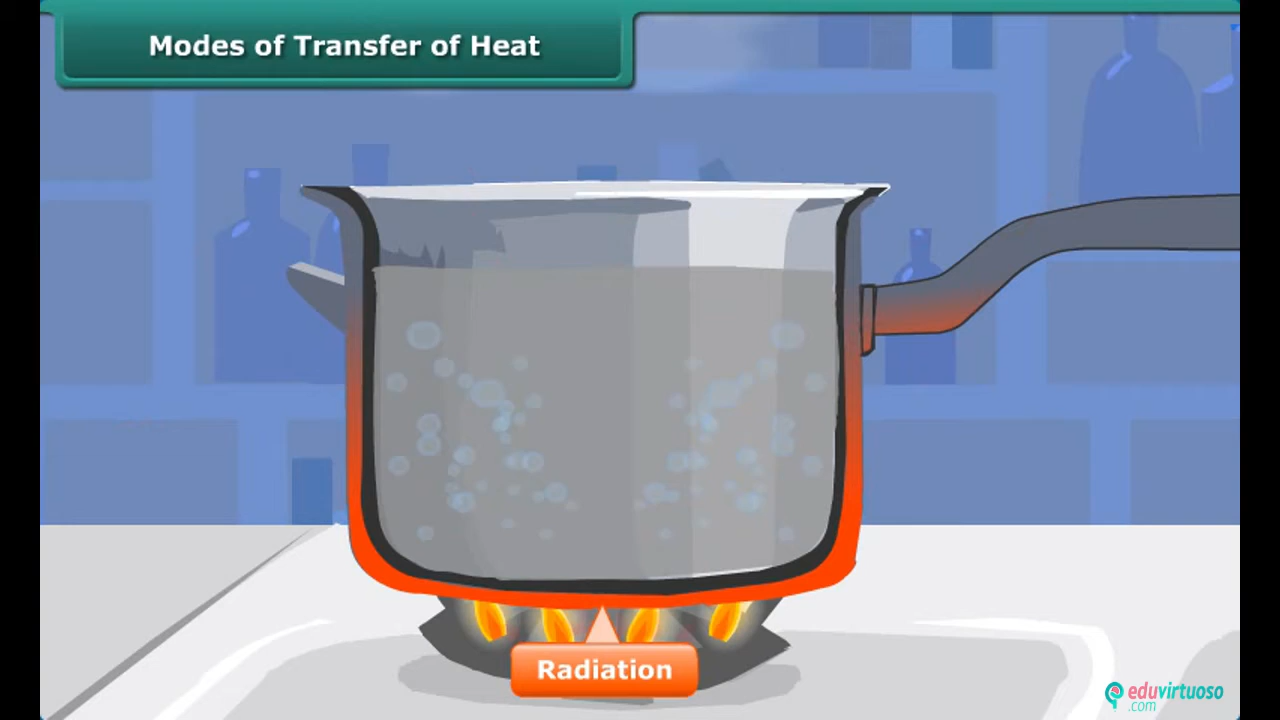 Modes of Transfer of Heat
Radiation
eduvirtuoso
.com